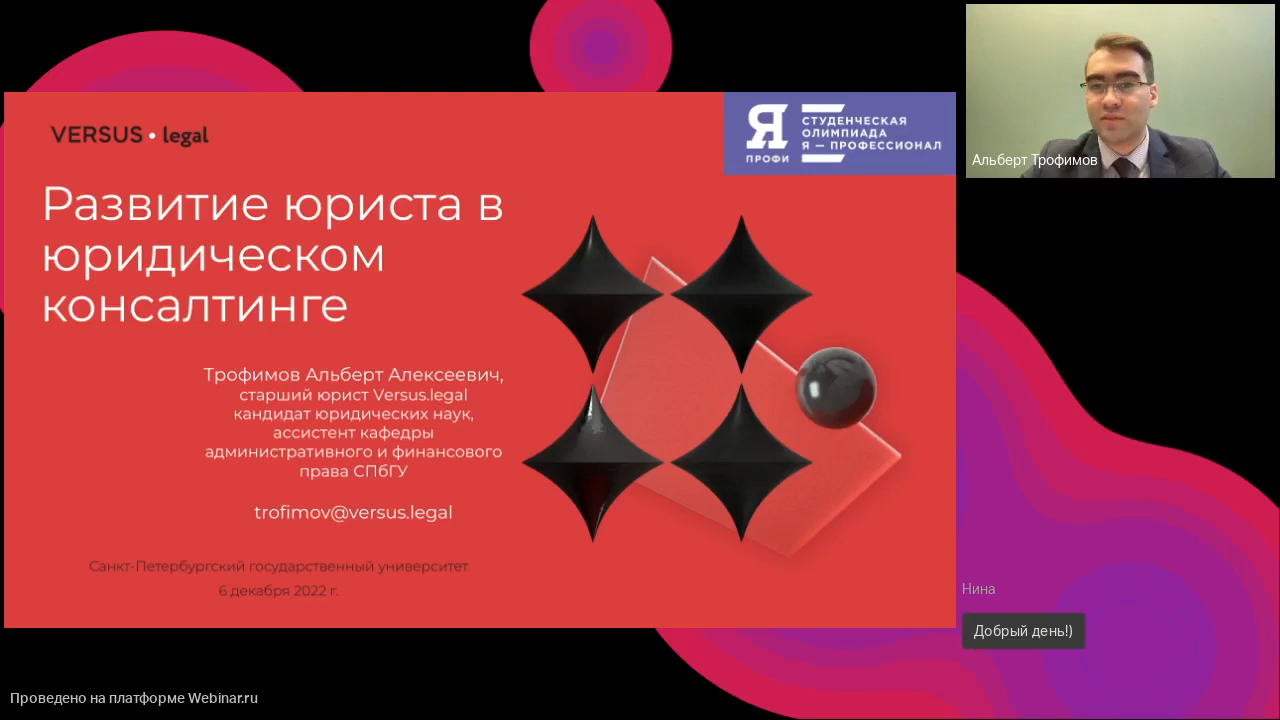 VERSUS • legal
Я
ПРОФИ
СТУДЕНЧЕСКАЯ
ОЛИМПИАДА
Я — ПРОФЕССИОНАЛ
Развитие юриста в
юридическом
консалтинге
Трофимов Альберт Алексеевич,
старший юрист Versus.legal
кандидат юридических наук,
ассистент кафедры
административного и финансового
права СПбГУ
trofimov@versus.legal
Санкт-Петербургский государственный университет
6 декабря 2022 г.
Альберт Трофимов
Нина
Добрый день!)
Проведено на платформе Webinar.ru